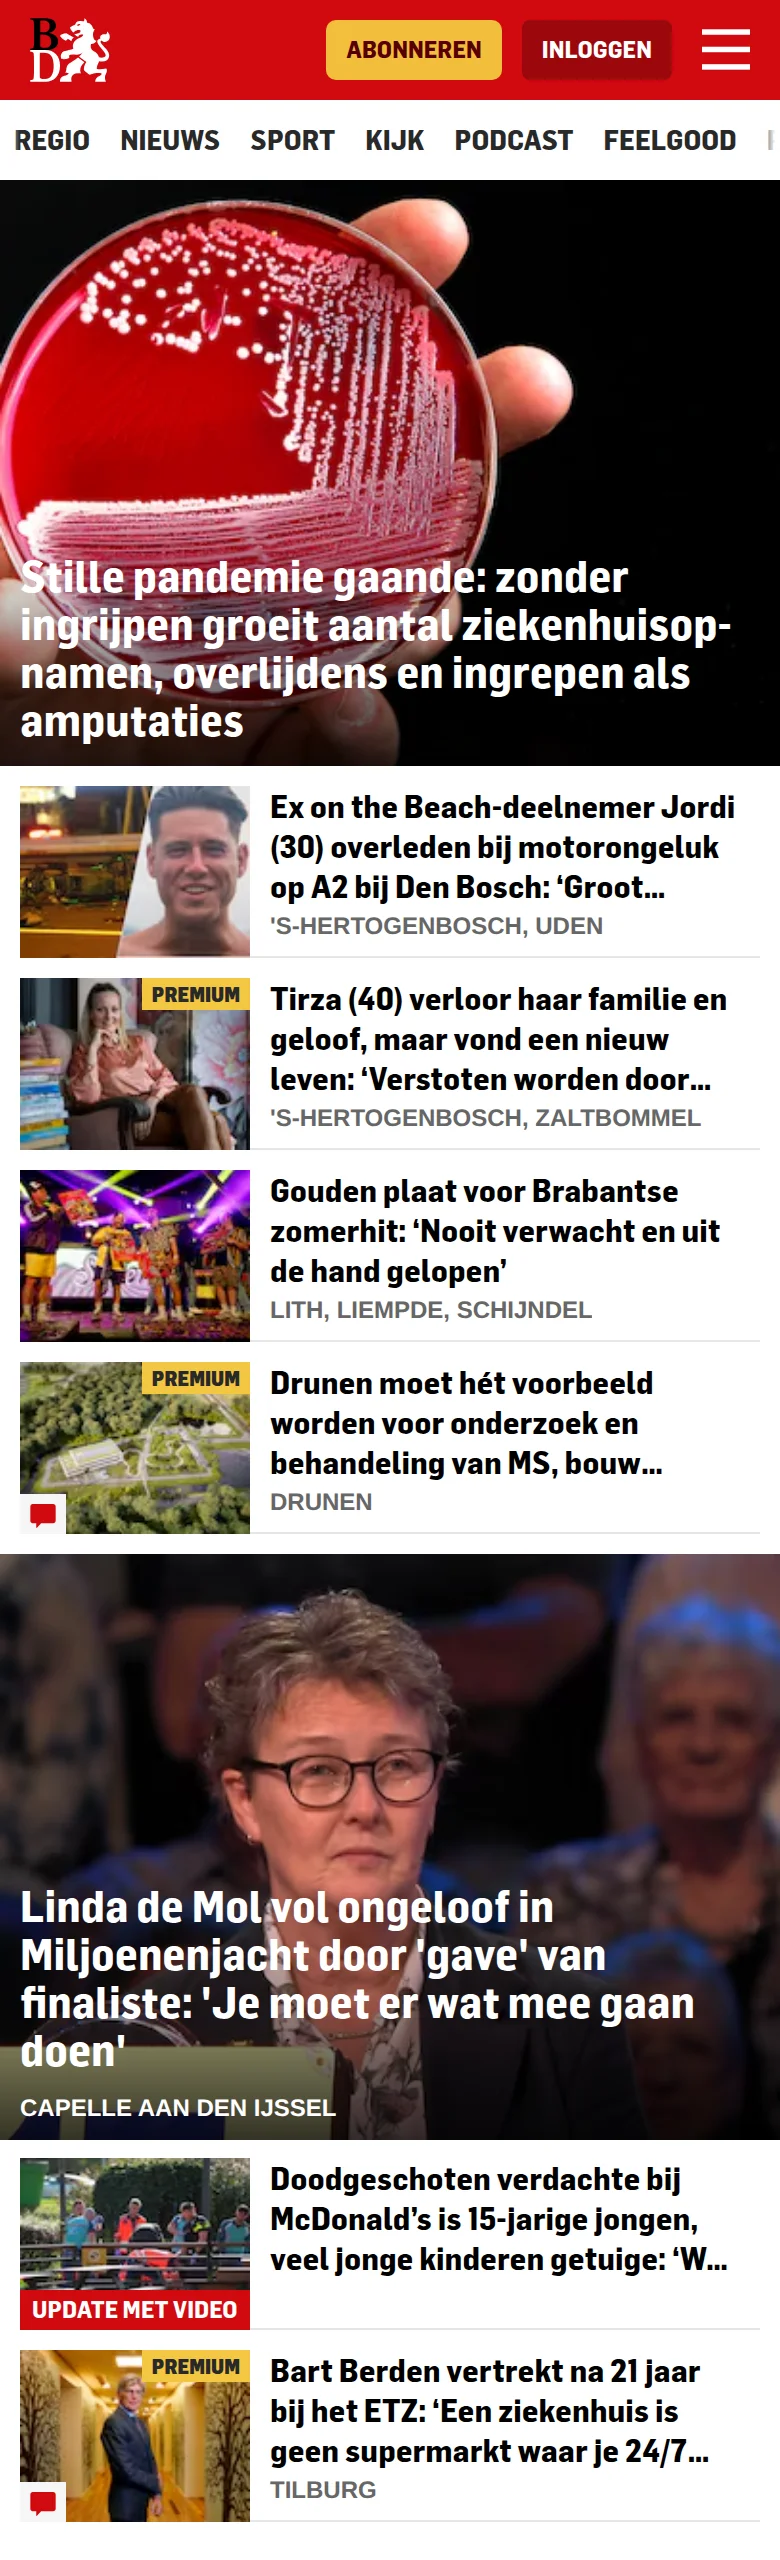 BD
ABONNEREN
INLOGGEN
REGIO NIEUWS SPORT KIJK PODCAST FEELGOOD
Stille pandemie gaande: zonder
ingrijpen groeit aantal ziekenhuisop-
namen, overlijdens en ingrepen als
amputaties
Ex on the Beach-deelnemer Jordi
(30) overleden bij motorongeluk
op A2 bij Den Bosch: ‘Groot...
'S-HERTOGENBOSCH, UDEN
PREMIUM
Tirza (40) verloor haar familie en
geloof, maar vond een nieuw
leven: ‘Verstoten worden door...
'S-HERTOGENBOSCH, ZALTBOMMEL
Gouden plaat voor Brabantse
zomerhit: ‘Nooit verwacht en uit
de hand gelopen’
LITH, LIEMPDE, SCHIJNDEL
PREMIUM
Drunen moet hét voorbeeld
worden voor onderzoek en
behandeling van MS, bouw...
DRUNEN
Linda de Mol vol ongeloof in
Miljoenenjacht door 'gave' van
finaliste: 'Je moet er wat mee gaan
doen'
CAPELLE AAN DEN IJSSEL
UPDATE MET VIDEO
Doodgeschoten verdachte bij
McDonald’s is 15-jarige jongen,
veel jonge kinderen getuige: ‘W...
PREMIUM
Bart Berden vertrekt na 21 jaar
bij het ETZ: ‘Een ziekenhuis is
geen supermarkt waar je 24/7...
TILBURG